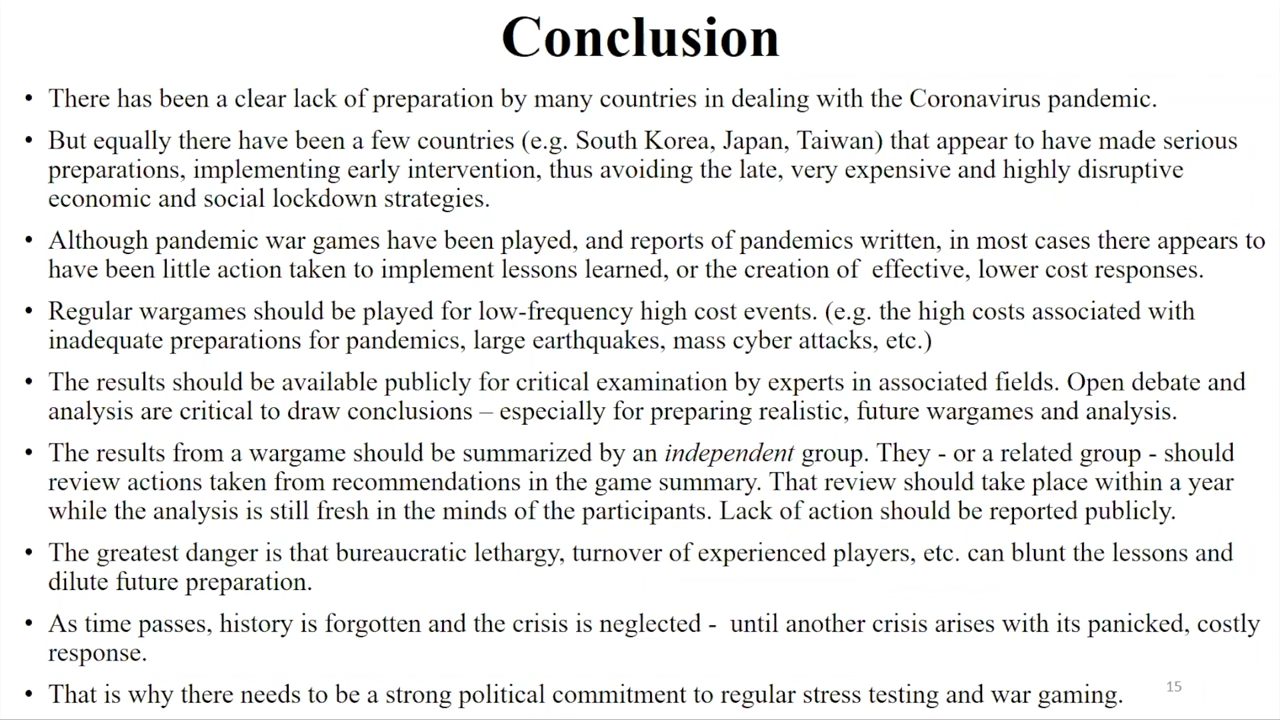 Conclusion
• There has been a clear lack of preparation by many countries in dealing with the Coronavirus pandemic.
• But equally there have been a few countries (e.g. South Korea, Japan, Taiwan) that appear to have made serious
preparations, implementing early intervention, thus avoiding the late, very expensive and highly disruptive
economic and social lockdown strategies.
• Although pandemic war games have been played, and reports of pandemics written, in most cases there appears to
have been little action taken to implement lessons learned, or the creation of  effective, lower cost responses.
• Regular wargames should be played for low-frequency high cost events. (e.g. the high costs associated with
inadequate preparations for pandemics, large earthquakes, mass cyber attacks, etc.)
• The results should be available publicly for critical examination by experts in associated fields. Open debate and
analysis are critical to draw conclusions – especially for preparing realistic, future wargames and analysis.
• The results from a wargame should be summarized by an independent group. They - or a related group - should
review actions taken from recommendations in the game summary. That review should take place within a year
while the analysis is still fresh in the minds of the participants. Lack of action should be reported publicly.
• The greatest danger is that bureaucratic lethargy, turnover of experienced players, etc. can blunt the lessons and
dilute future preparation.
• As time passes, history is forgotten and the crisis is neglected -  until another crisis arises with its panicked, costly
response.
• That is why there needs to be a strong political commitment to regular stress testing and war gaming.
15